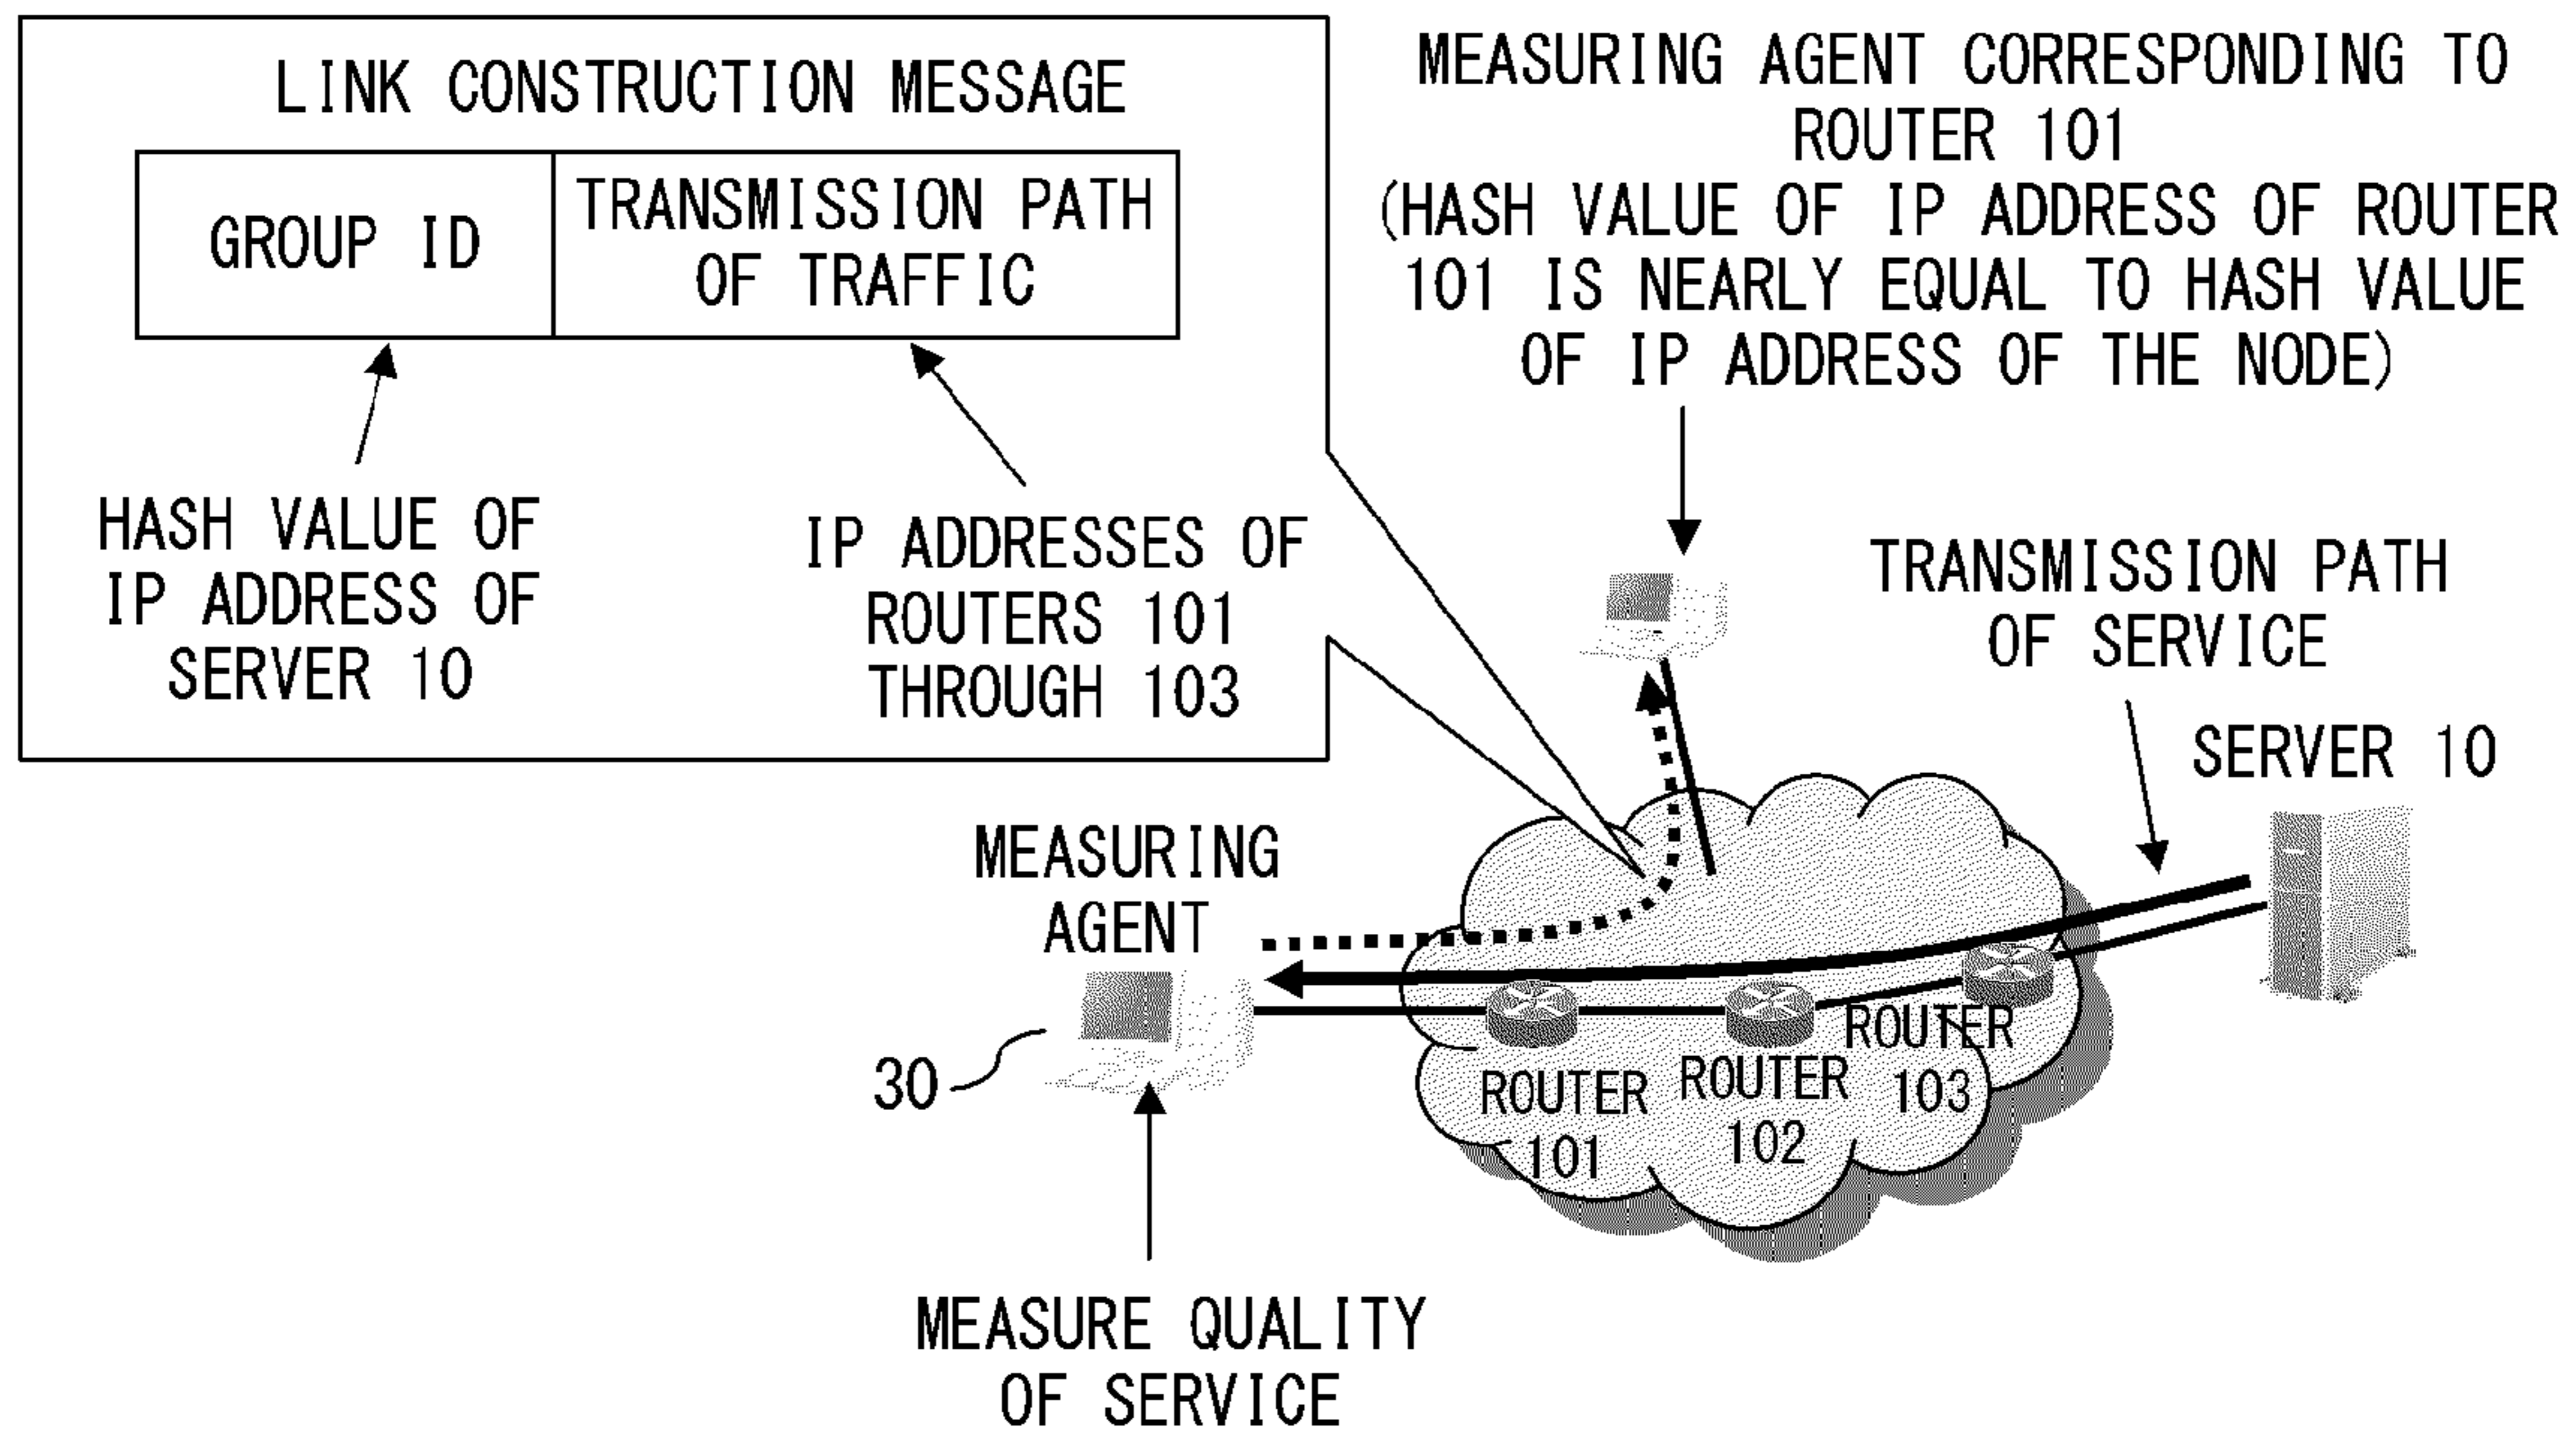 LINK CONSTRUCTION MESSAGE
GROUP ID
TRANSMISSION PATH
OF TRAFFIC
HASH VALUE OF
IP ADDRESS OF
SERVER 10
IP ADDRESSES OF
ROUTERS 101
THROUGH 103
MEASURING AGENT CORRESPONDING TO
ROUTER 101
(HASH VALUE OF IP ADDRESS OF ROUTER
101 IS NEARLY EQUAL TO HASH VALUE
OF IP ADDRESS OF THE NODE)
TRANSMISSION PATH
OF SERVICE
SERVER 10
MEASURING
AGENT
30
ROUTER
101
ROUTER
102
ROUTER
103
MEASURE QUALITY
OF SERVICE